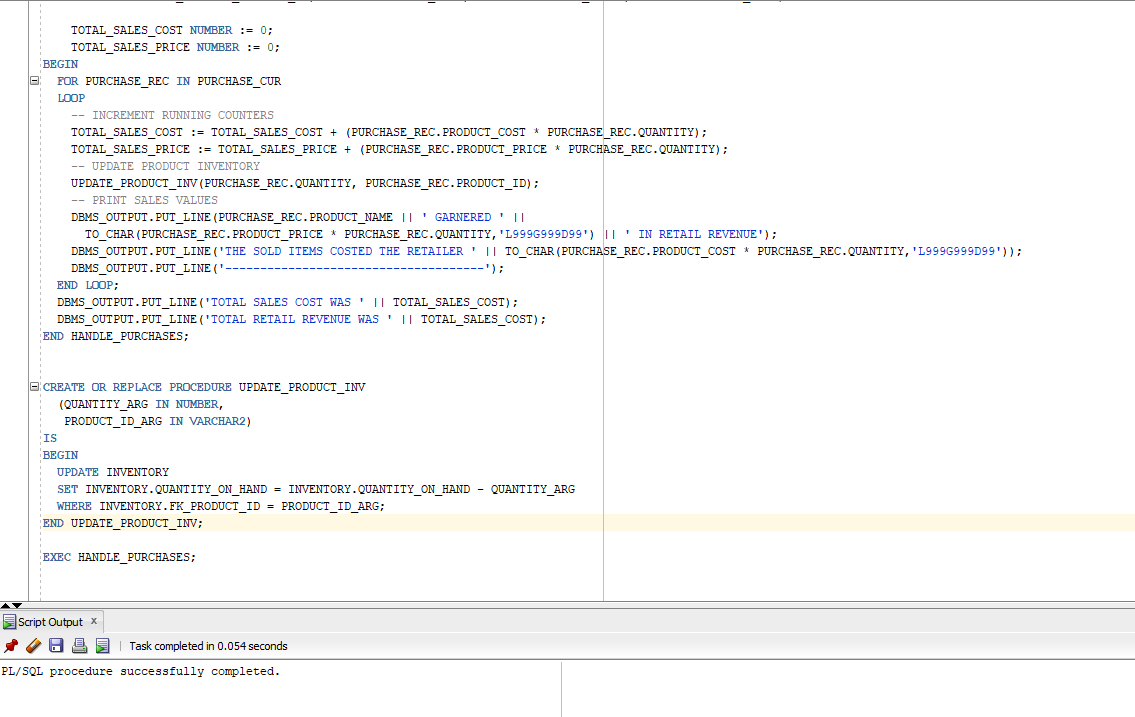 TOTAL_SALES_COST NUMBER := 0;
TOTAL_SALES_PRICE NUMBER := 0;
BEGIN
FOR PURCHASE_REC IN PURCHASE_CUR
LOOP
-- INCREMENT RUNNING COUNTERS
TOTAL_SALES_COST := TOTAL_SALES_COST + (PURCHASE_REC.PRODUCT_COST * PURCHASE_REC.QUANTITY);
TOTAL_SALES_PRICE := TOTAL_SALES_PRICE + (PURCHASE_REC.PRODUCT_PRICE * PURCHASE_REC.QUANTITY);
-- UPDATE PRODUCT INVENTORY
UPDATE_PRODUCT_INV(PURCHASE_REC.QUANTITY, PURCHASE_REC.PRODUCT_ID);
-- PRINT SALES VALUES
DBMS_OUTPUT.PUT_LINE(PURCHASE_REC.PRODUCT_NAME || ' GARNERED ' ||
TO_CHAR(PURCHASE_REC.PRODUCT_PRICE * PURCHASE_REC.QUANTITY,'L999G999D99') || ' IN RETAIL REVENUE');
DBMS_OUTPUT.PUT_LINE('THE SOLD ITEMS COSTED THE RETAILER ' || TO_CHAR(PURCHASE_REC.PRODUCT_COST * PURCHASE_REC.QUANTITY,'L999G999D99'));
DBMS_OUTPUT.PUT_LINE('-------------------------------------');
END LOOP;
DBMS_OUTPUT.PUT_LINE('TOTAL SALES COST WAS ' || TOTAL_SALES_COST);
DBMS_OUTPUT.PUT_LINE('TOTAL RETAIL REVENUE WAS ' || TOTAL_SALES_COST);
END HANDLE_PURCHASES;
CREATE OR REPLACE PROCEDURE UPDATE_PRODUCT_INV
(QUANTITY_ARG IN NUMBER,
PRODUCT_ID_ARG IN VARCHAR2)
IS
BEGIN
UPDATE INVENTORY
SET INVENTORY.QUANTITY_ON_HAND = INVENTORY.QUANTITY_ON_HAND - QUANTITY_ARG
WHERE INVENTORY.FK_PRODUCT_ID = PRODUCT_ID_ARG;
END UPDATE_PRODUCT_INV;
EXEC HANDLE_PURCHASES;
Script Output x
Task completed in 0.054 seconds
PL/SQL procedure successfully completed.